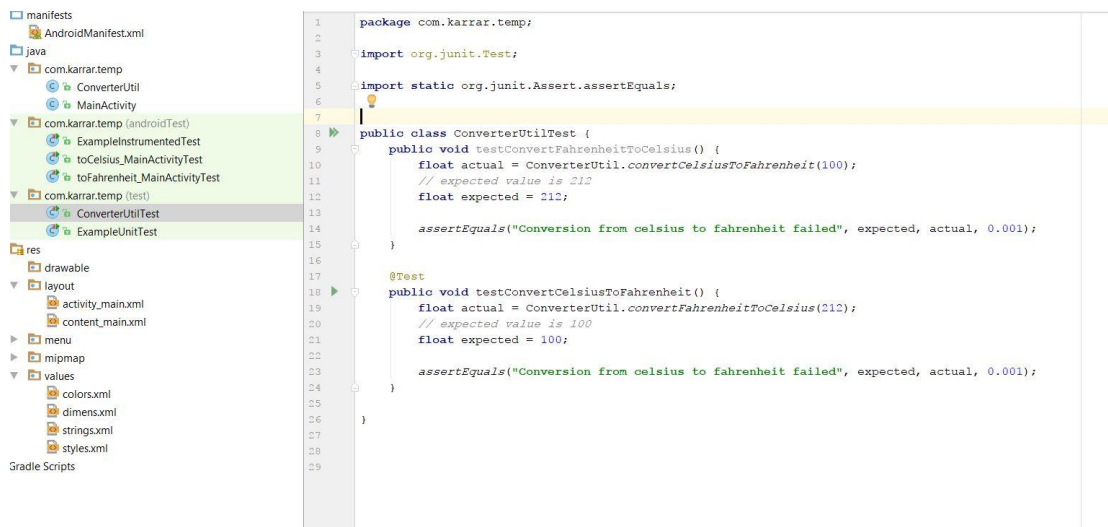 manifests
AndroidManifest.xml
java
com.karrar.temp
ConverterUtil
MainActivity
com.karrar.temp (androidTest)
ExampleInstrumentedTest
toCelsius_MainActivityTest
toFahrenheit_MainActivityTest
com.karrar.temp (test)
ConverterUtilTest
ExampleUnitTest
res
drawable
layout
activity_main.xml
content_main.xml
menu
mipmap
values
colors.xml
dimens.xml
strings.xml
styles.xml
Gradle Scripts
1 package com.karrar.temp;
2
3 import org.junit.Test;
4
5 import static org.junit.Assert.assertEquals;
6
7
8 public class ConverterUtilTest {
9 public void testConvertFahrenheitToCelsius() {
10 float actual = ConverterUtil.convertCelsiusToFahrenheit(100);
11 // expected value is 212
12 float expected = 212;
13
14 assertEquals("Conversion from celsius to fahrenheit failed", expected, actual, 0.001);
15 }
16
17 @Test
18 public void testConvertCelsiusToFahrenheit() {
19 float actual = ConverterUtil.convertFahrenheitToCelsius(212);
20 // expected value is 100
21 float expected = 100;
22
23 assertEquals("Conversion from celsius to fahrenheit failed", expected, actual, 0.001);
24 }
25
26 }
27
28
29